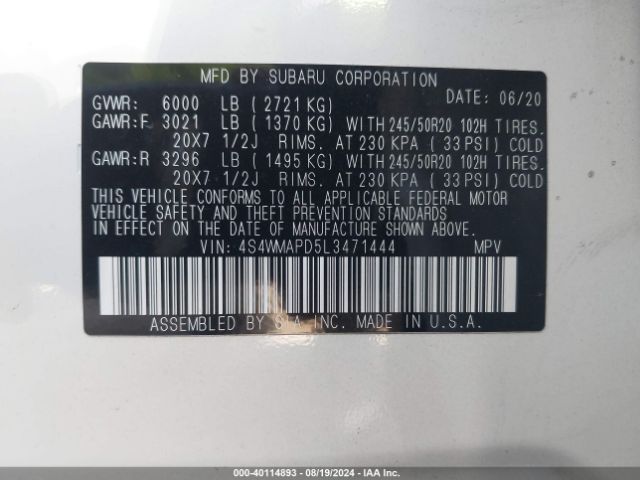 MFD BY SUBARU CORPORATION
GVWR: 6000 LB ( 2721 KG) DATE: 06/20
GAWR:F 3021 LB ( 1370 KG) WITH 245/50R20 102H TIRES.
20X7 1/2J RIMS. AT 230 KPA ( 33 PSI) COLD
GAWR:R 3296 LB ( 1495 KG) WITH 245/50R20 102H TIRES.
20X7 1/2J RIMS. AT 230 KPA ( 33 PSI) COLD
THIS VEHICLE CONFORMS TO ALL APPLICABLE FEDERAL MOTOR
VEHICLE SAFETY AND THEFT PREVENTION STANDARDS
IN EFFECT ON THE DATE OF MANUFACTURE SHOWN ABOVE.
VIN: 4S4WMAPD5L3471444 MPV
ASSEMBLED BY SIA, INC. MADE IN U.S.A.
000-40114893 - 08/19/2024 - IAA Inc.